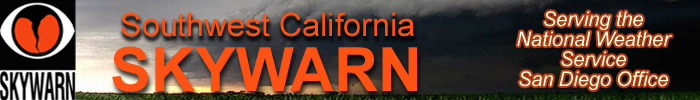 SKYWARN
Southwest California
SKYWARN
Serving the
National Weather
Service
San Diego Office